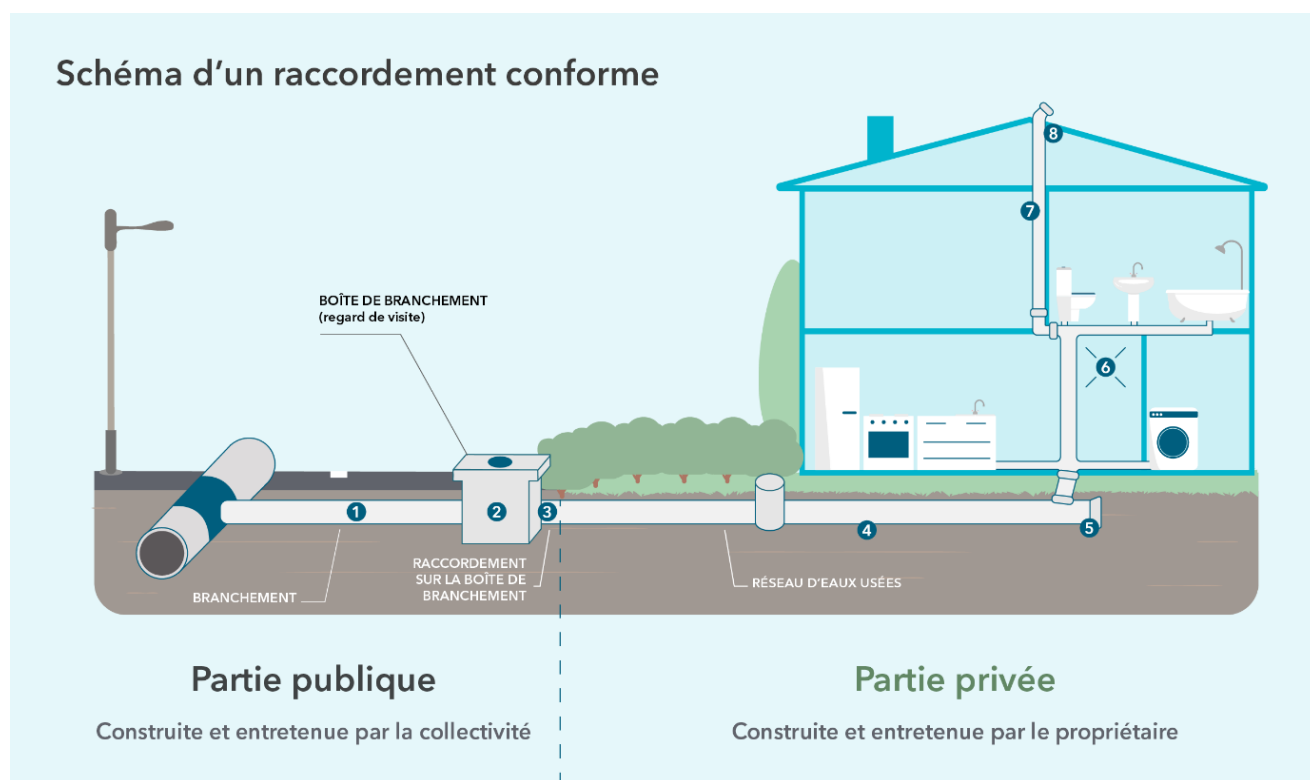 Schéma d'un raccordement conforme
8
7
BOÎTE DE BRANCHEMENT
(regard de visite)
6
1
2
3
4
5
BRANCHEMENT
RACCORDEMENT
SUR LA BOÎTE DE
BRANCHEMENT
RÉSEAU D'EAUX USÉES
Partie publique
Construite et entretenue par la collectivité
Partie privée
Construite et entretenue par le propriétaire